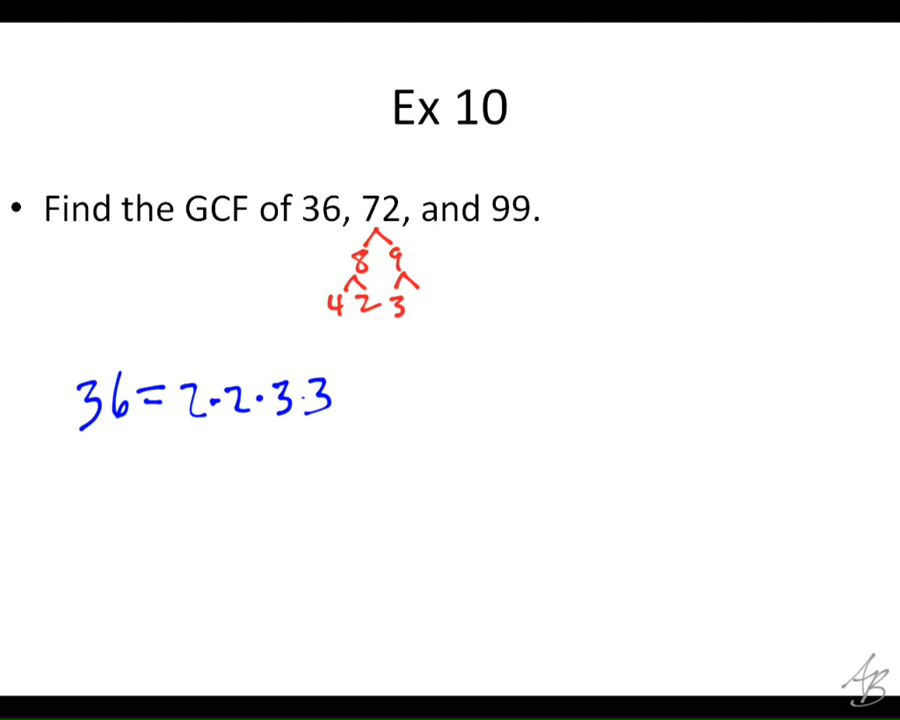 Ex 10
• Find the GCF of 36, 72, and 99.
8 9
4 2 3
36 = 2·2·3·3
AB